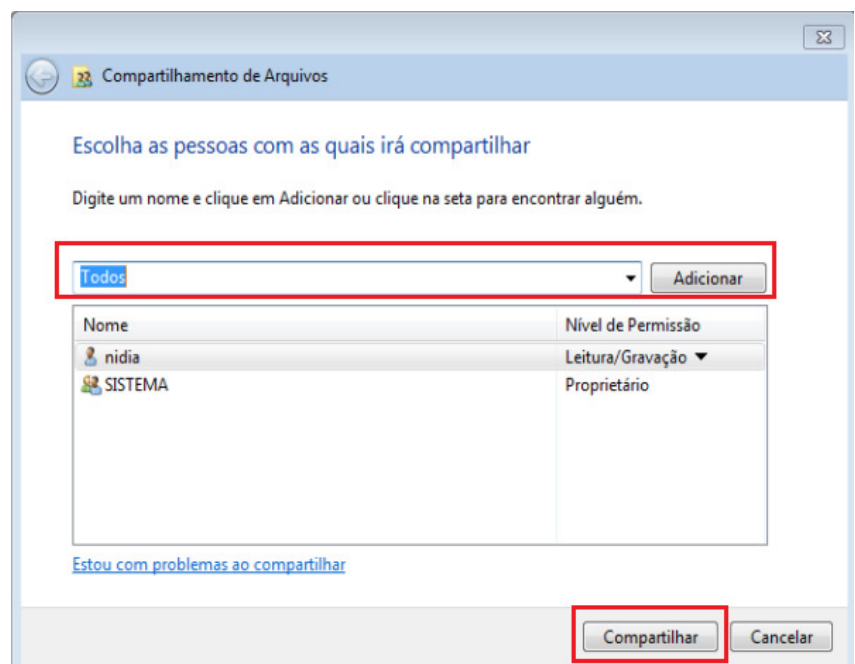 Compartilhamento de Arquivos
Escolha as pessoas com as quais irá compartilhar
Digite um nome e clique em Adicionar ou clique na seta para encontrar alguém.
Todos Adicionar
Nome Nível de Permissão
nidia Leitura/Gravação
SISTEMA Proprietário
Estou com problemas ao compartilhar
Compartilhar Cancelar